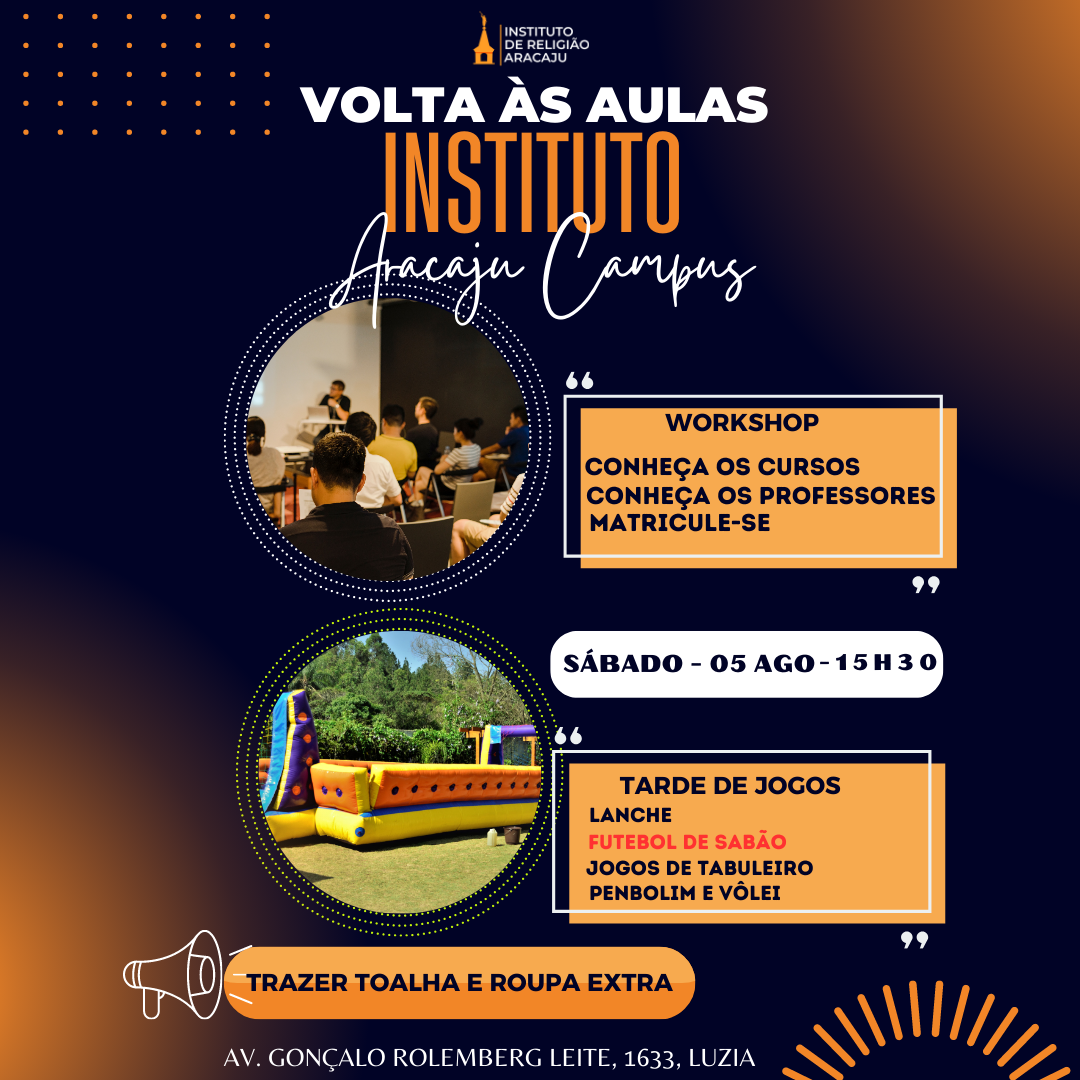 INSTITUTO
DE RELIGIÃO
ARACAJU
VOLTA ÀS AULAS
INSTITUTO
Aracaju Campus
WORKSHOP
CONHEÇA OS CURSOS
CONHEÇA OS PROFESSORES
MATRICULE-SE
SÁBADO - 05 AGO - 15H30
TARDE DE JOGOS
LANCHE
FUTEBOL DE SABÃO
JOGOS DE TABULEIRO
PENBOLIM E VÔLEI
TRAZER TOALHA E ROUPA EXTRA
AV. GONÇALO ROLEMBERG LEITE, 1633, LUZIA